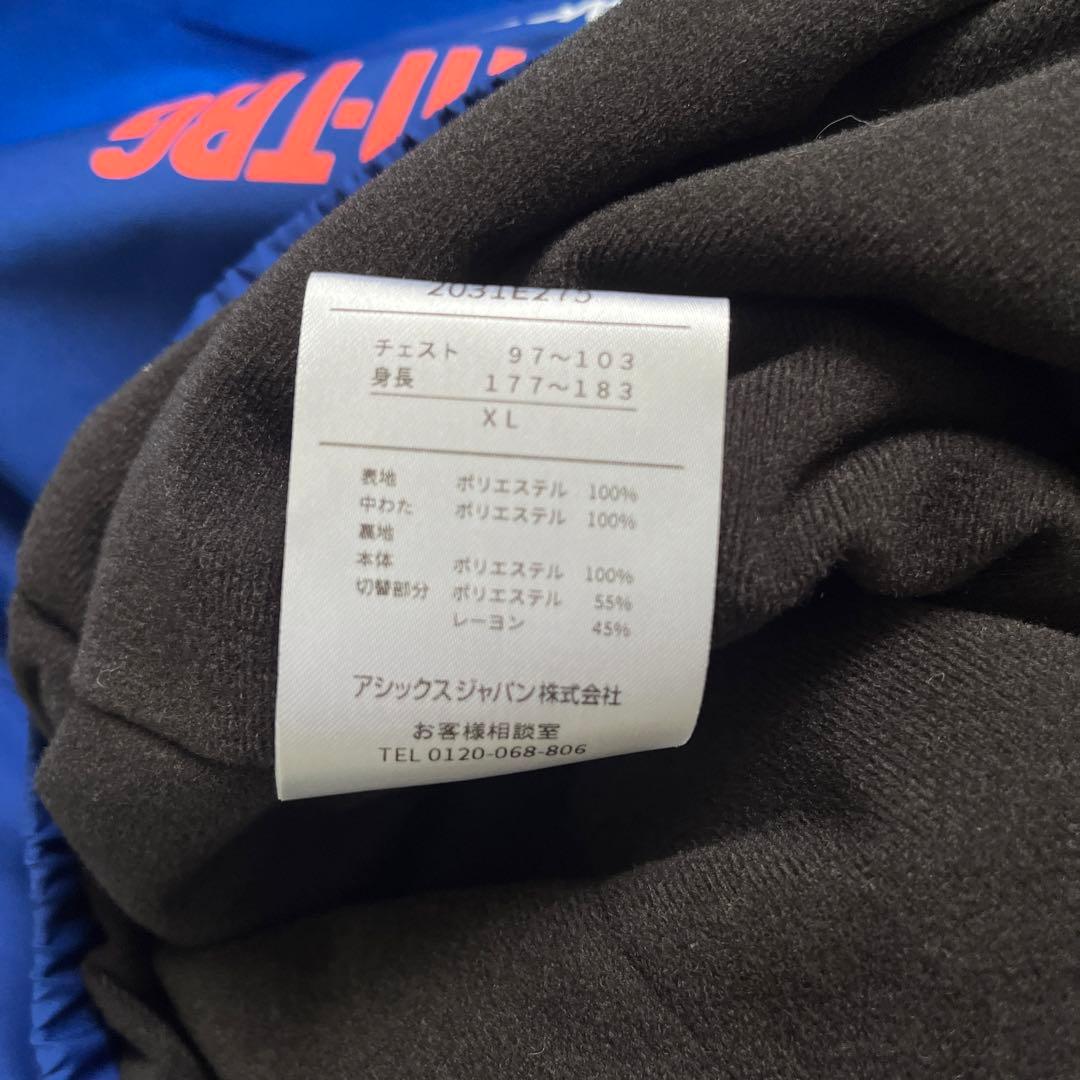 -TRG
2031E275
チェスト 97～103
身長 177～183
XL
表地 ポリエステル 100%
中わた ポリエステル 100%
裏地
本体 ポリエステル 100%
切替部分 ポリエステル 55%
レーヨン 45%
アシックスジャパン株式会社
お客様相談室
TEL 0120-068-806